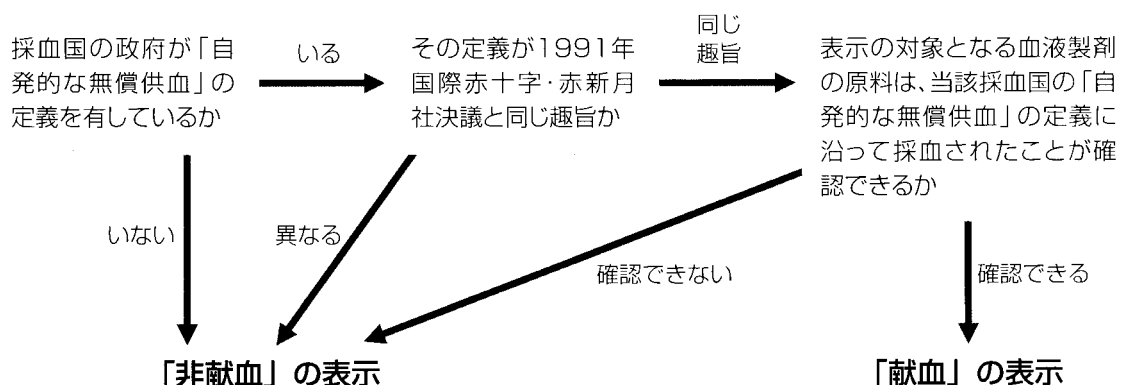 採血国の政府が「自
発的な無償供血」の
定義を有しているか
いる
その定義が1991年
国際赤十字・赤新月
社決議と同じ趣旨か
同じ
趣旨
表示の対象となる血液製剤
の原料は、当該採血国の「自
発的な無償供血」の定義に
沿って採血されたことが確
認できるか
いない
異なる
確認できない
確認できる
「非献血」の表示
「献血」の表示